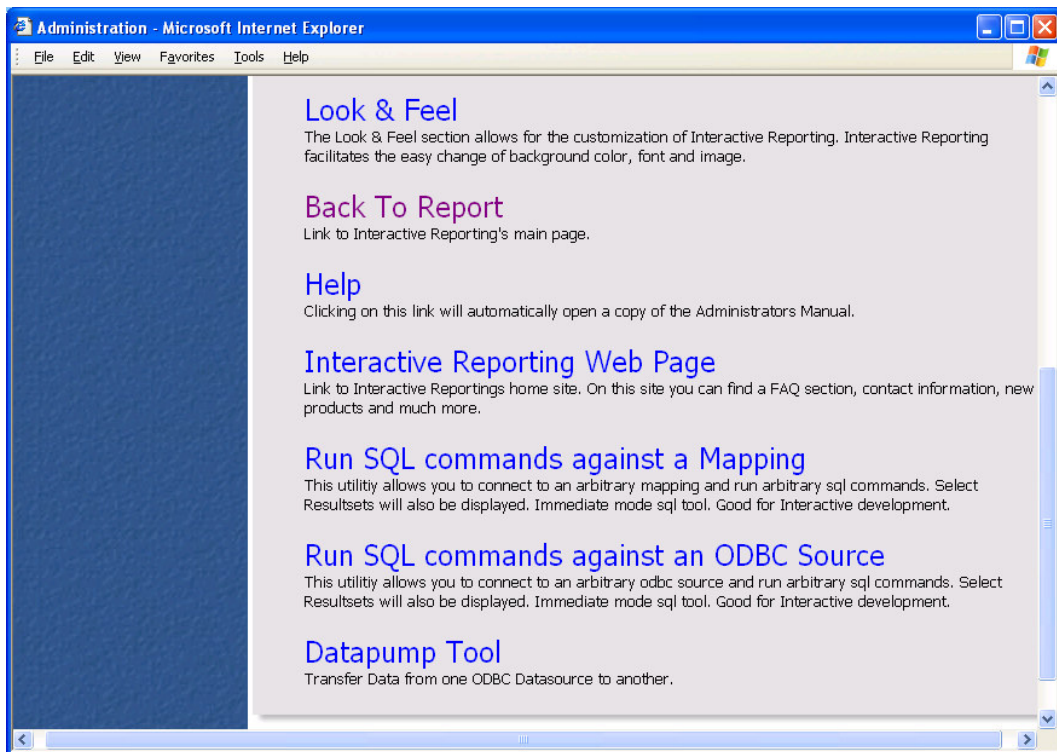 Administration - Microsoft Internet Explorer
File Edit View Favorites Tools Help
Look & Feel
The Look & Feel section allows for the customization of Interactive Reporting. Interactive Reporting
facilitates the easy change of background color, font and image.
Back To Report
Link to Interactive Reporting's main page.
Help
Clicking on this link will automatically open a copy of the Administrators Manual.
Interactive Reporting Web Page
Link to Interactive Reportings home site. On this site you can find a FAQ section, contact information, new
products and much more.
Run SQL commands against a Mapping
This utilitiy allows you to connect to an arbitrary mapping and run arbitrary sql commands. Select
Resultsets will also be displayed. Immediate mode sql tool. Good for Interactive development.
Run SQL commands against an ODBC Source
This utilitiy allows you to connect to an arbitrary odbc source and run arbitrary sql commands. Select
Resultsets will also be displayed. Immediate mode sql tool. Good for Interactive development.
Datapump Tool
Transfer Data from one ODBC Datasource to another.